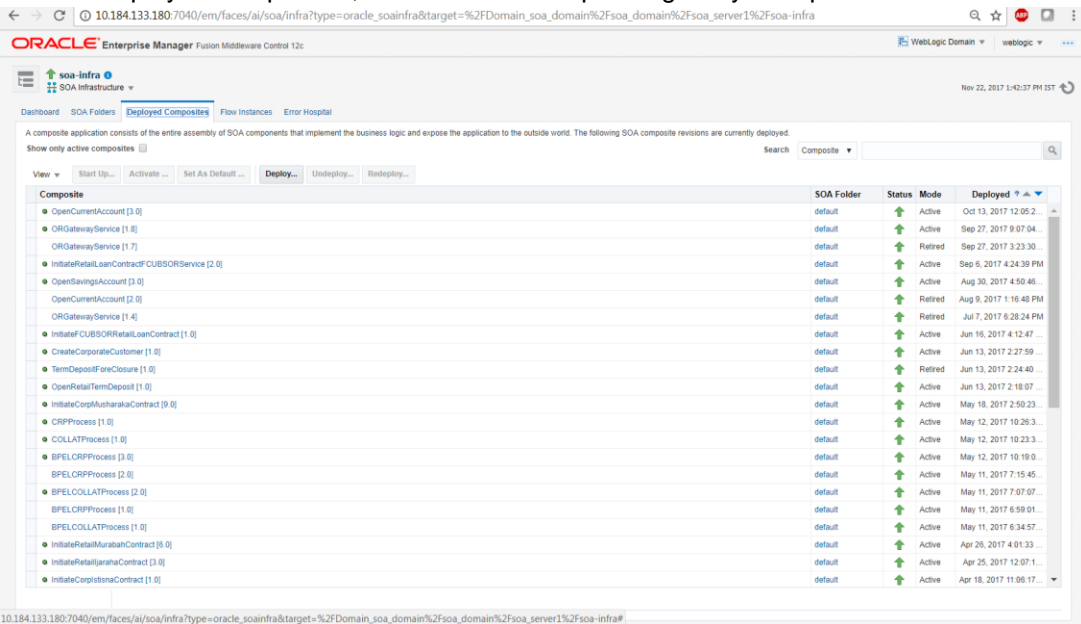 10.184.133.180:7040/em/faces/ai/soa/infra?type=oracle_soainfra&target=%2FDomain_soa_domain%2Fsoa_domain%2Fsoa_server1%2Fsoa-infra
ABP
ORACLE Enterprise Manager Fusion Middleware Control 12c
WebLogic Domain weblogic
soa-infra
SOA Infrastructure
Nov 22, 2017 1:42:37 PM IST
Dashboard SOA Folders Deployed Composites Flow Instances Error Hospital
A composite application consists of the entire assembly of SOA components that implement the business logic and expose the application to the outside world. The following SOA composite revisions are currently deployed.
Show only active composites Search Composite
View Start Up... Activate ... Set As Default ... Deploy... Undeploy... Redeploy...
Composite SOA Folder Status Mode Deployed ?
OpenCurrentAccount [3.0] default Active Oct 13, 2017 12:05:2...
ORGatewayService [1.8] default Active Sep 27, 2017 9:07:04...
ORGatewayService [1.7] default Retired Sep 27, 2017 3:23:30...
InitiateRetailLoanContractFCUBSORService [2.0] default Active Sep 6, 2017 4:24:39 PM
OpenSavingsAccount [3.0] default Active Aug 30, 2017 4:50:46...
OpenCurrentAccount [2.0] default Retired Aug 9, 2017 1:16:48 PM
ORGatewayService [1.4] default Retired Jul 7, 2017 6:28:24 PM
InitiateFCUBSORRetailLoanContract [1.0] default Active Jun 16, 2017 4:12:47 ...
CreateCorporateCustomer [1.0] default Active Jun 13, 2017 2:27:59 ...
TermDepositForeClosure [1.0] default Retired Jun 13, 2017 2:24:40 ...
OpenRetailTermDeposit [1.0] default Active Jun 13, 2017 2:18:07 ...
InitiateCorpMusharakaContract [9.0] default Active May 18, 2017 2:50:23...
CRPProcess [1.0] default Active May 12, 2017 10:26:3...
COLLATProcess [1.0] default Active May 12, 2017 10:23:3...
BPELCRPProcess [3.0] default Active May 12, 2017 10:19:0...
BPELCRPProcess [2.0] default Active May 11, 2017 7:15:45...
BPELCOLLATProcess [2.0] default Active May 11, 2017 7:07:07...
BPELCRPProcess [1.0] default Active May 11, 2017 6:59:01...
BPELCOLLATProcess [1.0] default Active May 11, 2017 6:34:57...
InitiateRetailMurabahContract [6.0] default Active Apr 26, 2017 4:01:33 ...
InitiateRetailIjarahaContract [3.0] default Active Apr 25, 2017 12:07:1...
InitiateCorpIstisnaContract [1.0] default Active Apr 18, 2017 11:06:17...
10.184.133.180:7040/em/faces/ai/soa/infra?type=oracle_soainfra&target=%2FDomain_soa_domain%2Fsoa_domain%2Fsoa_server1%2Fsoa-infra#